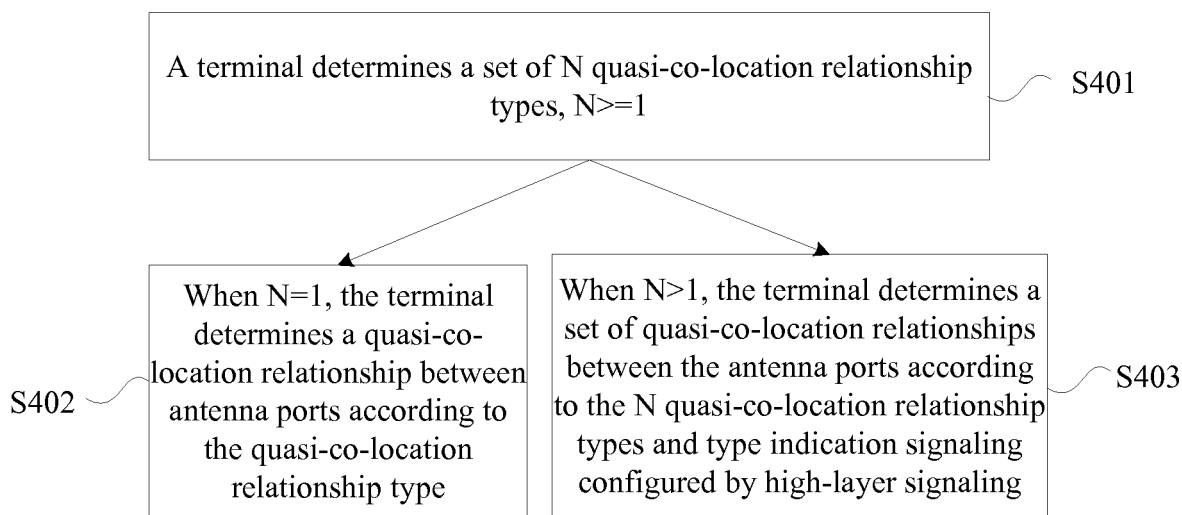 A terminal determines a set of N quasi-co-location relationship
types, N>=1
S401
When N=1, the terminal
determines a quasi-co-
location relationship between
antenna ports according to
the quasi-co-location
relationship type
S402
When N>1, the terminal determines a
set of quasi-co-location relationships
between the antenna ports according
to the N quasi-co-location relationship
types and type indication signaling
configured by high-layer signaling
S403